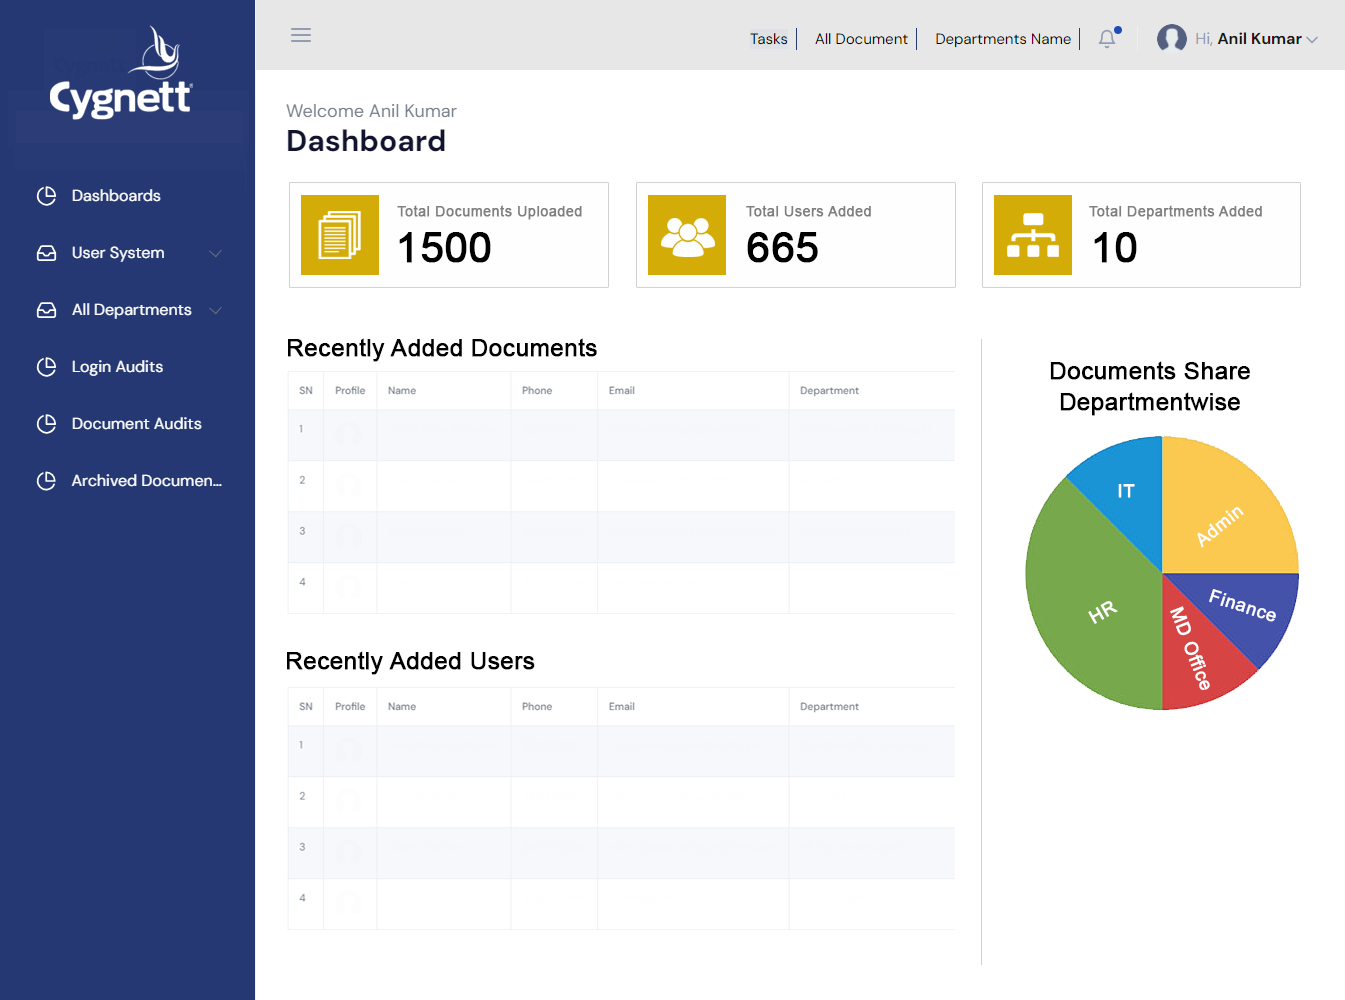 Cygnett
Dashboards
User System
All Departments
Login Audits
Document Audits
Archived Documen...
Tasks
All Document
Departments Name
Hi, Anil Kumar
Welcome Anil Kumar
Dashboard
Total Documents Uploaded
1500
Total Users Added
665
Total Departments Added
10
Recently Added Documents
SN Profile Name Phone Email Department
1
2
3
4
Recently Added Users
SN Profile Name Phone Email Department
1
2
3
4
Documents Share
Departmentwise
IT
Admin
HR
Finance
MD Office